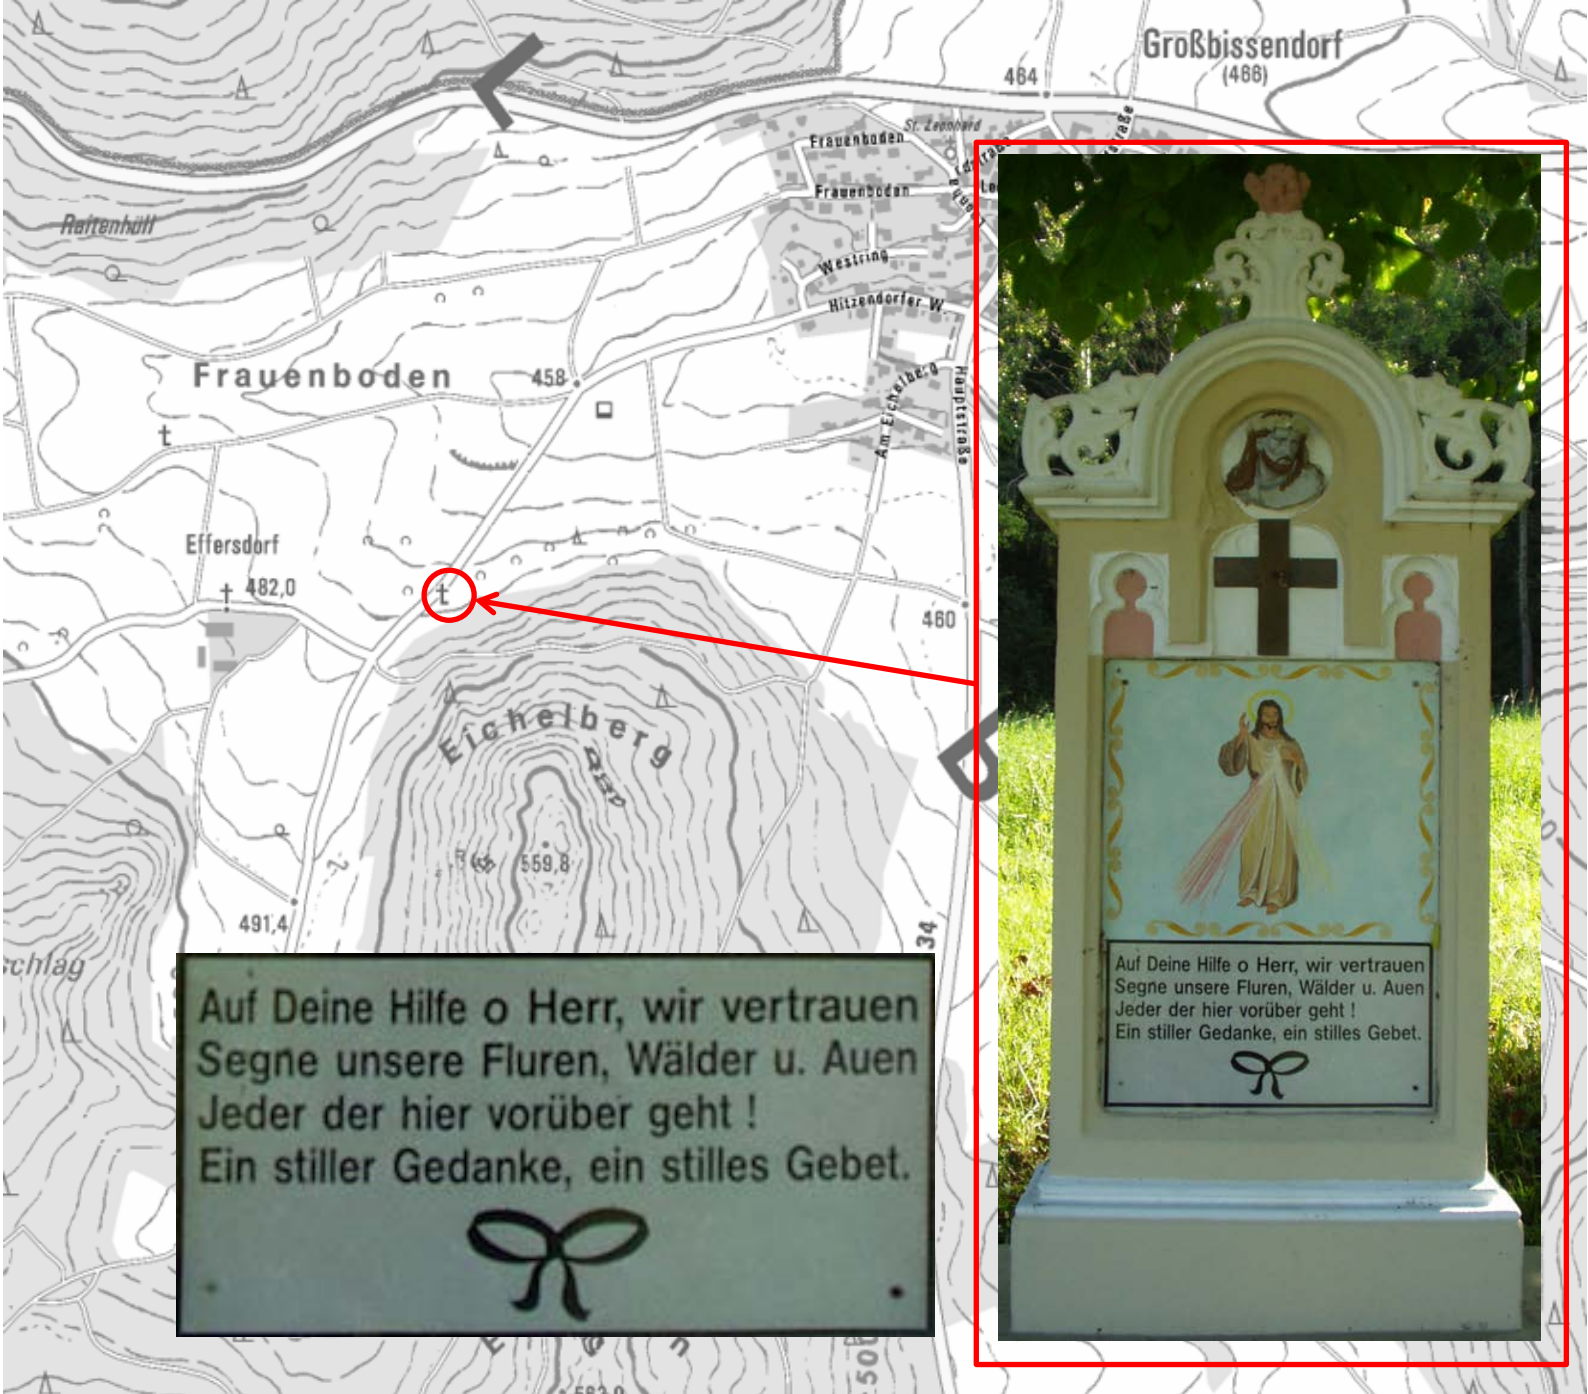 Großbissendorf
(466)
464
St. Leonhard
Frauenboden
Frauenboden
Reitenhüll
Westring
Hitzendorfer W.
Frauenboden
458
Am Eichelberg
Hauptstraße
Effersdorf
482,0
460
Eichelberg
559,8
491,4
34
Auf Deine Hilfe o Herr, wir vertrauen
Segne unsere Fluren, Wälder u. Auen
Jeder der hier vorüber geht !
Ein stiller Gedanke, ein stilles Gebet.
Auf Deine Hilfe o Herr, wir vertrauen
Segne unsere Fluren, Wälder u. Auen
Jeder der hier vorüber geht !
Ein stiller Gedanke, ein stilles Gebet.
500